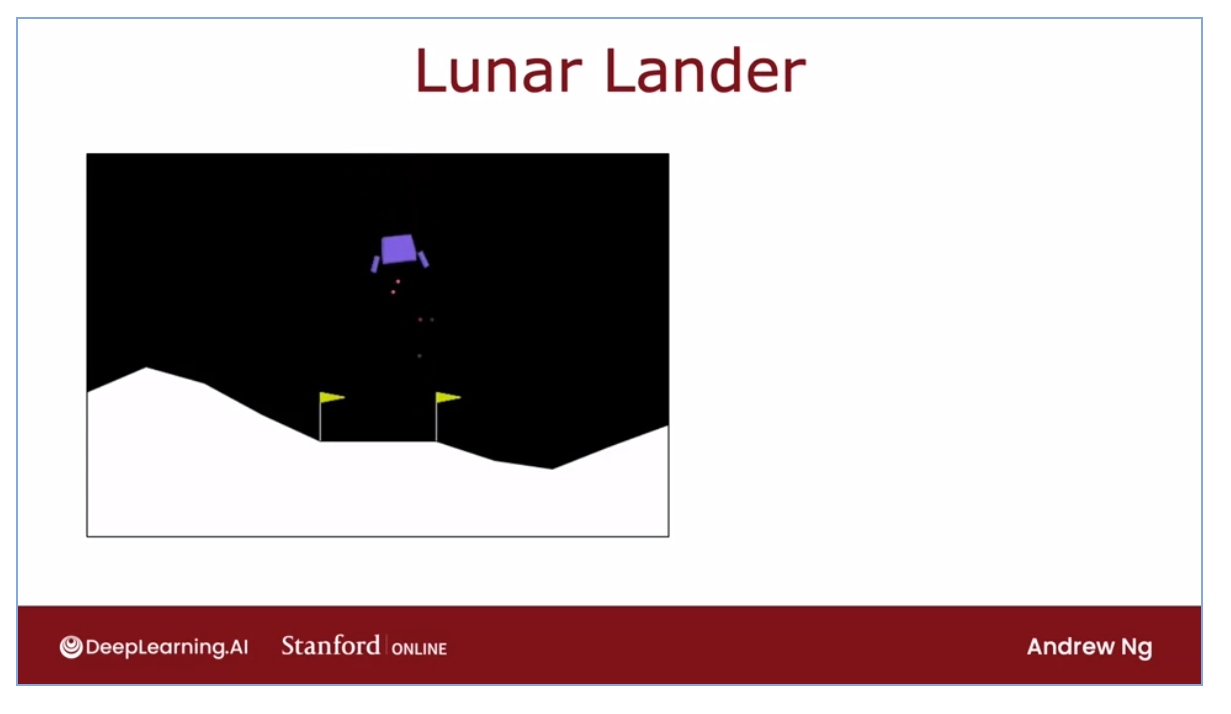 Lunar Lander
DeepLearning.AI
Stanford ONLINE
Andrew Ng